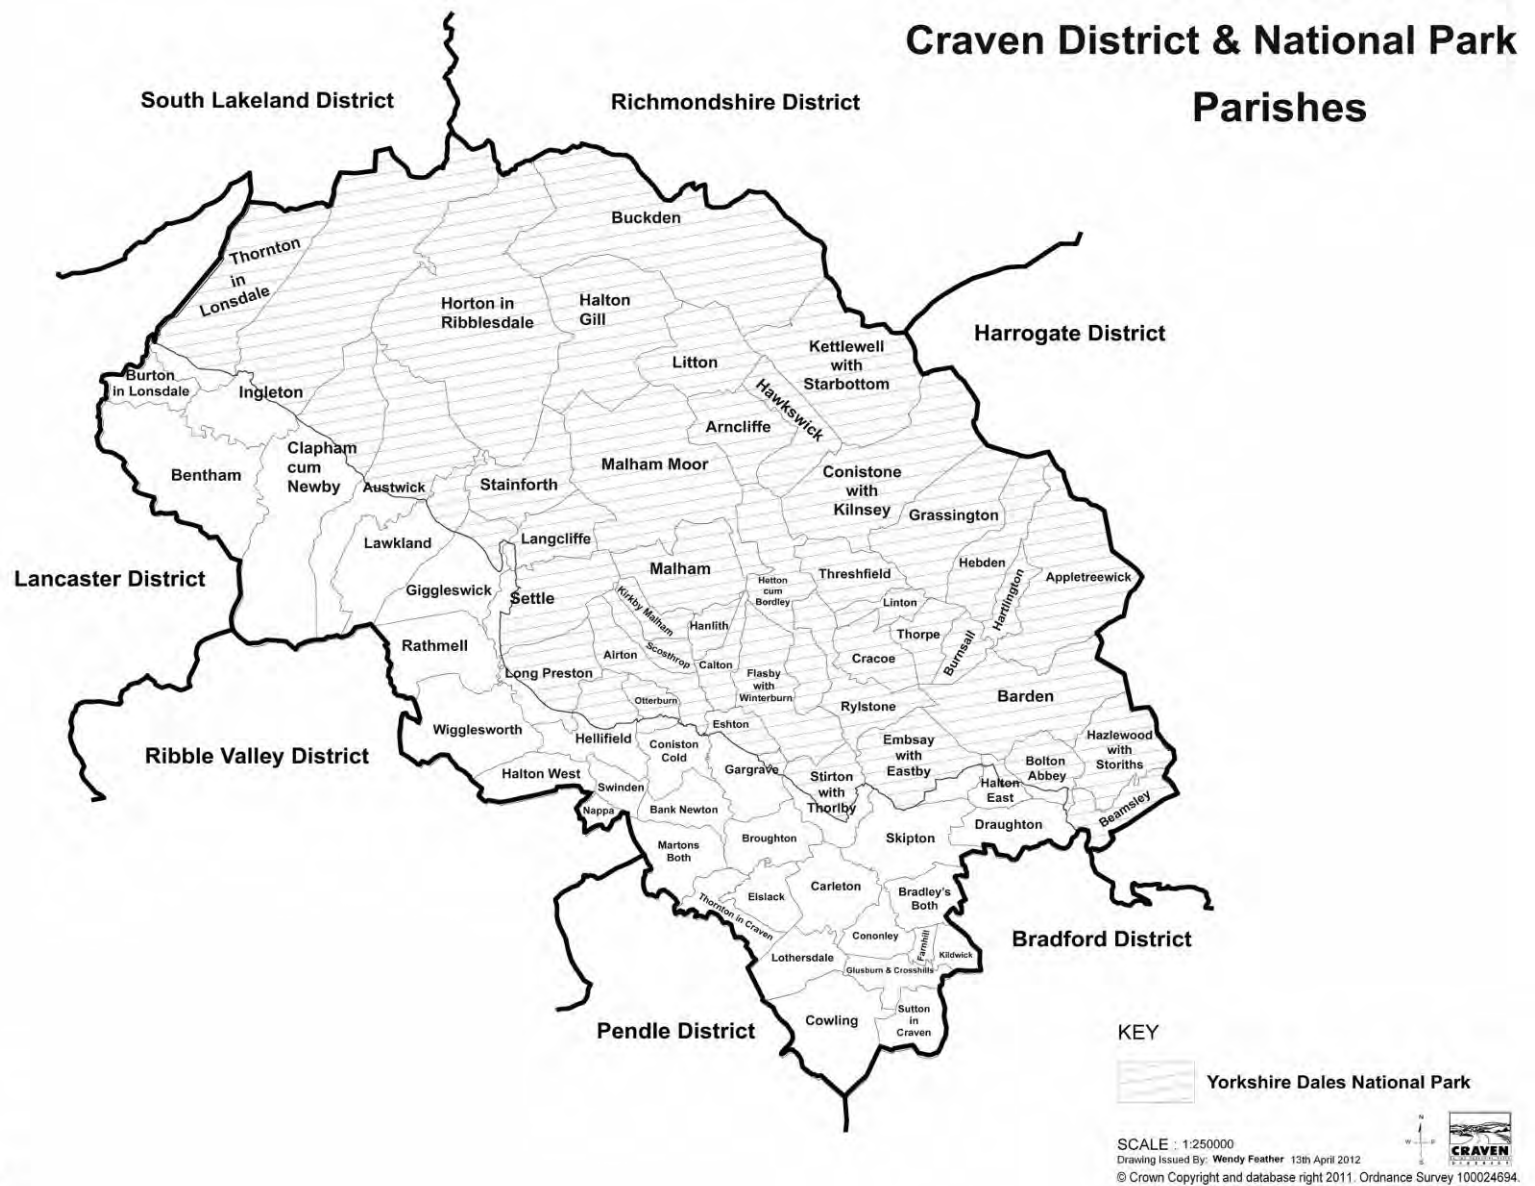 Craven District & National Park
Parishes
South Lakeland District
Richmondshire District
Harrogate District
Lancaster District
Ribble Valley District
Pendle District
Bradford District
Buckden
Thornton
in
Lonsdale
Horton in
Ribblesdale
Halton
Gill
Litton
Kettlewell
with
Starbottom
Burton
in Lonsdale
Ingleton
Hawkswick
Arncliffe
Clapham
cum
Newby
Bentham
Malham Moor
Austwick
Stainforth
Conistone
with
Kilnsey
Grassington
Lawkland
Langcliffe
Malham
Hetton
cum
Bordley
Threshfield
Hebden
Hartlington
Appletreewick
Giggleswick
Settle
Kirkby Malham
Hanlith
Linton
Thorpe
Burnsall
Rathmell
Long Preston
Airton
Scosthrop
Calton
Flasby
with
Winterburn
Cracoe
Barden
Otterburn
Rylstone
Wigglesworth
Hellifield
Eshton
Coniston
Cold
Embsay
with
Eastby
Hazlewood
with
Storiths
Bolton
Abbey
Halton West
Swinden
Gargrave
Stirton
with
Thorlby
Halton
East
Beamsley
Nappa
Bank Newton
Draughton
Broughton
Skipton
Martons
Both
Carleton
Bradley's
Both
Elslack
Thornton in Craven
Cononley
Farnhill
Kildwick
Lothersdale
Glusburn & Crosshills
Cowling
Sutton
in
Craven
KEY
Yorkshire Dales National Park
SCALE : 1:250000
Drawing Issued By: Wendy Feather 13th April 2012
© Crown Copyright and database right 2011. Ordnance Survey 100024694.
N
W
S
CRAVEN